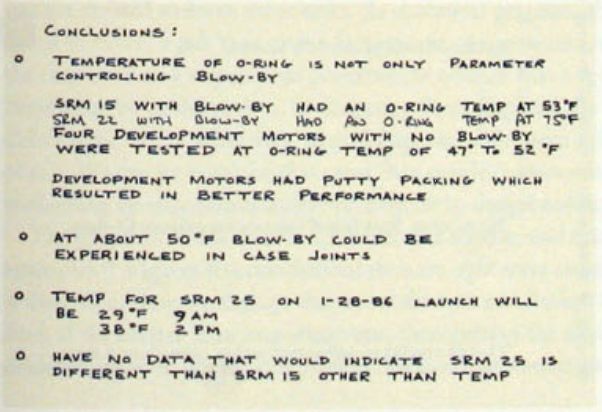 CONCLUSIONS:
o TEMPERATURE OF O-RING IS NOT ONLY PARAMETER
CONTROLLING BLOW-BY
SRM 15 WITH BLOW-BY HAD AN O-RING TEMP AT 53°F
SRM 22 WITH BLOW-BY HAD AN O-RING TEMP AT 75°F
FOUR DEVELOPMENT MOTORS WITH NO BLOW-BY
WERE TESTED AT O-RING TEMP OF 47° TO 52°F
DEVELOPMENT MOTORS HAD PUTTY PACKING WHICH
RESULTED IN BETTER PERFORMANCE
o AT ABOUT 50°F BLOW-BY COULD BE
EXPERIENCED IN CASE JOINTS
o TEMP FOR SRM 25 ON 1-28-86 LAUNCH WILL
BE 29°F 9 AM
38°F 2 PM
o HAVE NO DATA THAT WOULD INDICATE SRM 25 IS
DIFFERENT THAN SRM 15 OTHER THAN TEMP